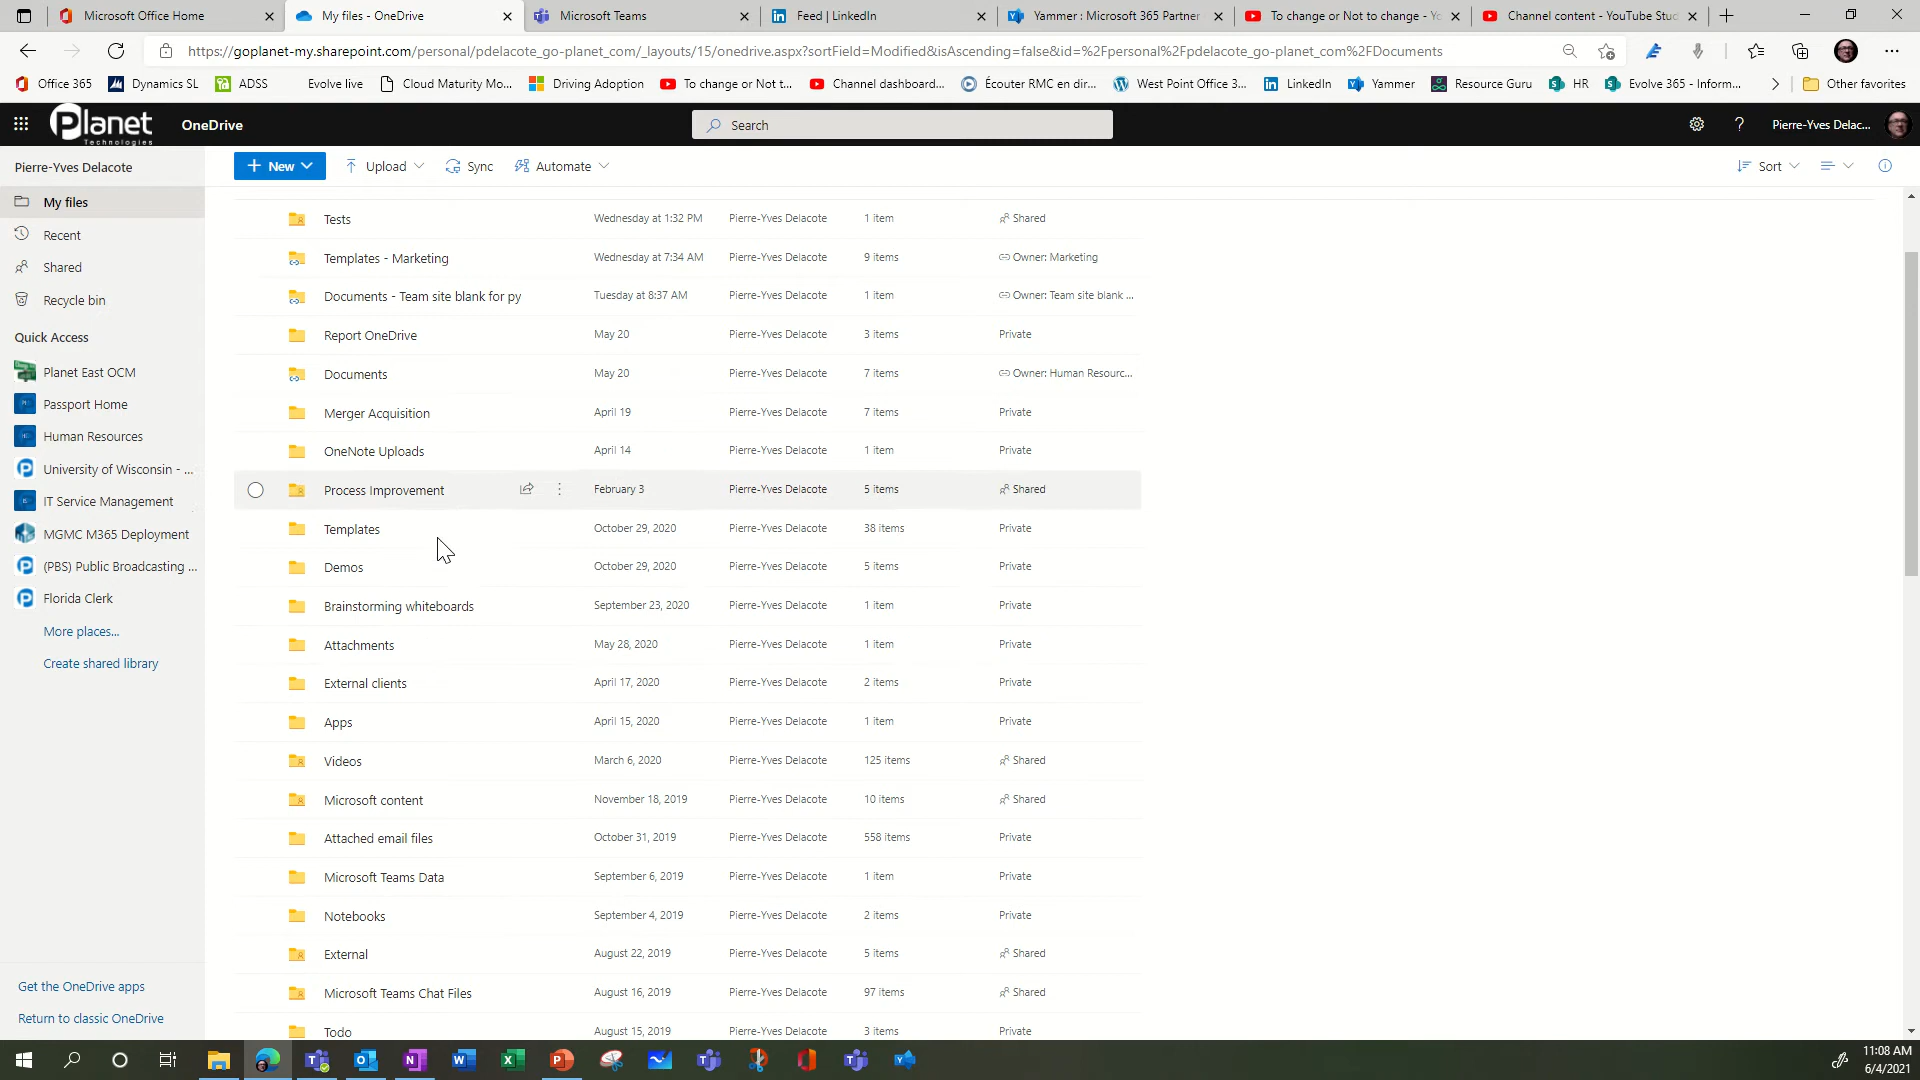 Microsoft Office Home
My files - OneDrive
Microsoft Teams
Feed | LinkedIn
Yammer : Microsoft 365 Partner
To change or Not to change - Yo
Channel content - YouTube Stud
https://goplanet-my.sharepoint.com/personal/pdelacote_go-planet_com/_layouts/15/onedrive.aspx?sortField=Modified&isAscending=false&id=%2Fpersonal%2Fpdelacote_go-planet_com%2FDocuments
Office 365 Dynamics SL ADSS Evolve live Cloud Maturity Mo... Driving Adoption To change or Not t... Channel dashboard... Écouter RMC en dir... West Point Office 3... LinkedIn Yammer Resource Guru HR Evolve 365 - Inform... Other favorites
Planet
Technologies
OneDrive
Search
Pierre-Yves Delac...
Pierre-Yves Delacote
New Upload Sync Automate Sort
My files
Recent
Shared
Recycle bin
Quick Access
Planet East OCM
Passport Home
Human Resources
University of Wisconsin - ...
IT Service Management
MGMC M365 Deployment
(PBS) Public Broadcasting ...
Florida Clerk
More places...
Create shared library
Get the OneDrive apps
Return to classic OneDrive
Tests Wednesday at 1:32 PM Pierre-Yves Delacote 1 item Shared
Templates - Marketing Wednesday at 7:34 AM Pierre-Yves Delacote 9 items Owner: Marketing
Documents - Team site blank for py Tuesday at 8:37 AM Pierre-Yves Delacote 1 item Owner: Team site blank ...
Report OneDrive May 20 Pierre-Yves Delacote 3 items Private
Documents May 20 Pierre-Yves Delacote 7 items Owner: Human Resourc...
Merger Acquisition April 19 Pierre-Yves Delacote 7 items Private
OneNote Uploads April 14 Pierre-Yves Delacote 1 item Private
Process Improvement February 3 Pierre-Yves Delacote 5 items Shared
Templates October 29, 2020 Pierre-Yves Delacote 38 items Private
Demos October 29, 2020 Pierre-Yves Delacote 5 items Private
Brainstorming whiteboards September 23, 2020 Pierre-Yves Delacote 1 item Private
Attachments May 28, 2020 Pierre-Yves Delacote 1 item Private
External clients April 17, 2020 Pierre-Yves Delacote 2 items Private
Apps April 15, 2020 Pierre-Yves Delacote 1 item Private
Videos March 6, 2020 Pierre-Yves Delacote 125 items Shared
Microsoft content November 18, 2019 Pierre-Yves Delacote 10 items Shared
Attached email files October 31, 2019 Pierre-Yves Delacote 558 items Private
Microsoft Teams Data September 6, 2019 Pierre-Yves Delacote 1 item Private
Notebooks September 4, 2019 Pierre-Yves Delacote 2 items Private
External August 22, 2019 Pierre-Yves Delacote 5 items Shared
Microsoft Teams Chat Files August 16, 2019 Pierre-Yves Delacote 97 items Shared
Todo August 15, 2019 Pierre-Yves Delacote 3 items Private
11:08 AM
6/4/2021